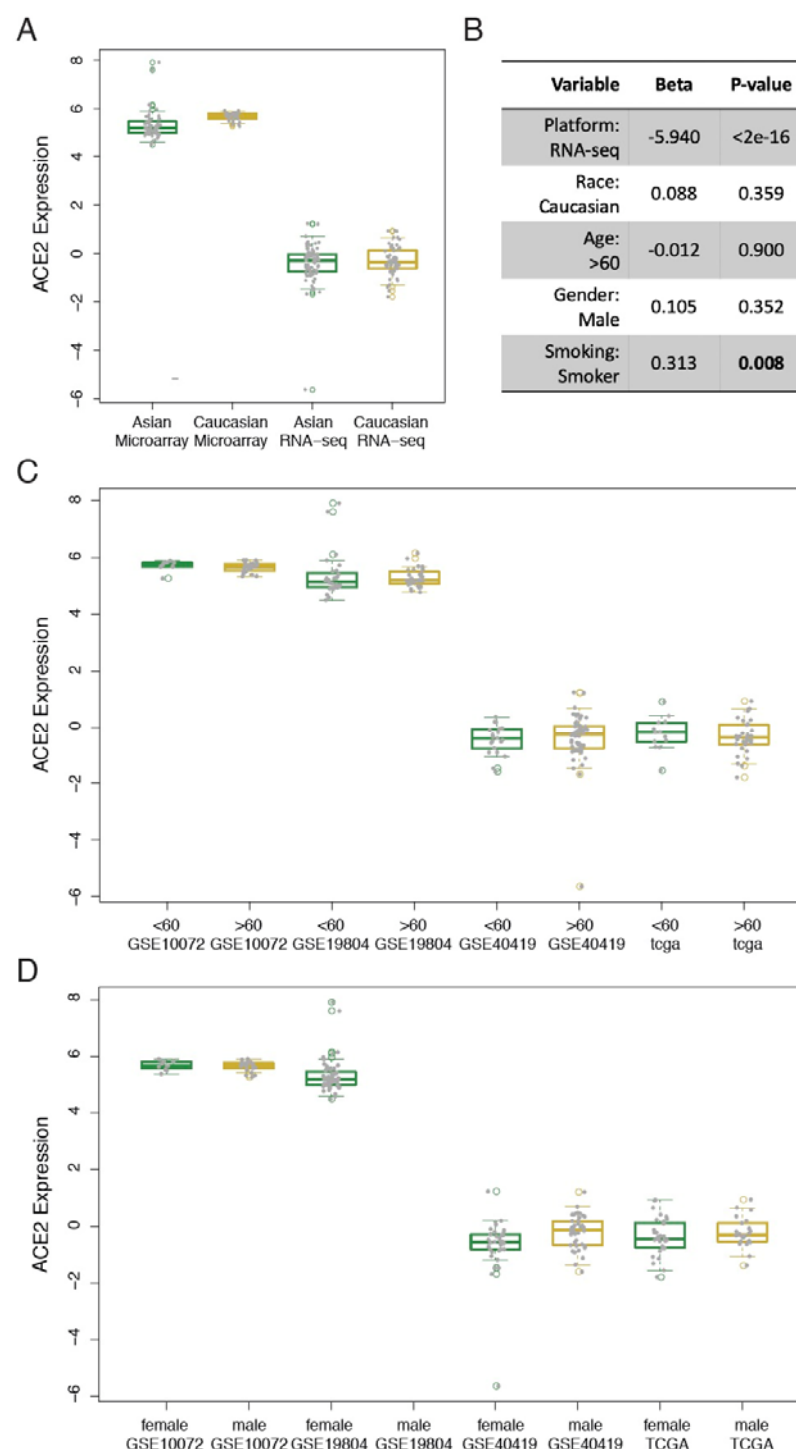 A
8
6
4
2
0
−2
−4
−6
ACE2 Expression
Asian Microarray
Caucasian Microarray
Asian RNA−seq
Caucasian RNA−seq
B
Variable Beta P-value
Platform: RNA-seq -5.940 <2e-16
Race: Caucasian 0.088 0.359
Age: >60 -0.012 0.900
Gender: Male 0.105 0.352
Smoking: Smoker 0.313 0.008
C
8
6
4
2
0
−2
−4
−6
ACE2 Expression
<60 >60 <60 >60 <60 >60 <60 >60
GSE10072 GSE10072 GSE19804 GSE19804 GSE40419 GSE40419 tcga tcga
D
8
6
4
2
0
−2
−4
−6
ACE2 Expression
female male female male female male female male
GSE10072 GSE10072 GSE19804 GSE19804 GSE40419 GSE40419 TCGA TCGA